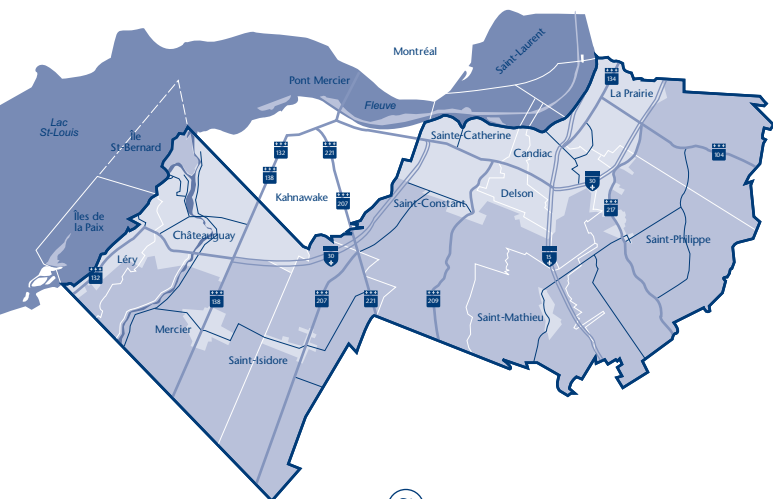 Montréal
Saint-Laurent
Pont Mercier
Fleuve
134
La Prairie
Lac
St-Louis
Île
St-Bernard
Sainte-Catherine
Candiac
104
132
221
138
30
Kahnawake
207
Saint-Constant
Delson
217
Îles de
la Paix
Châteauguay
Saint-Philippe
Léry
30
15
132
138
207
221
209
Mercier
Saint-Mathieu
Saint-Isidore